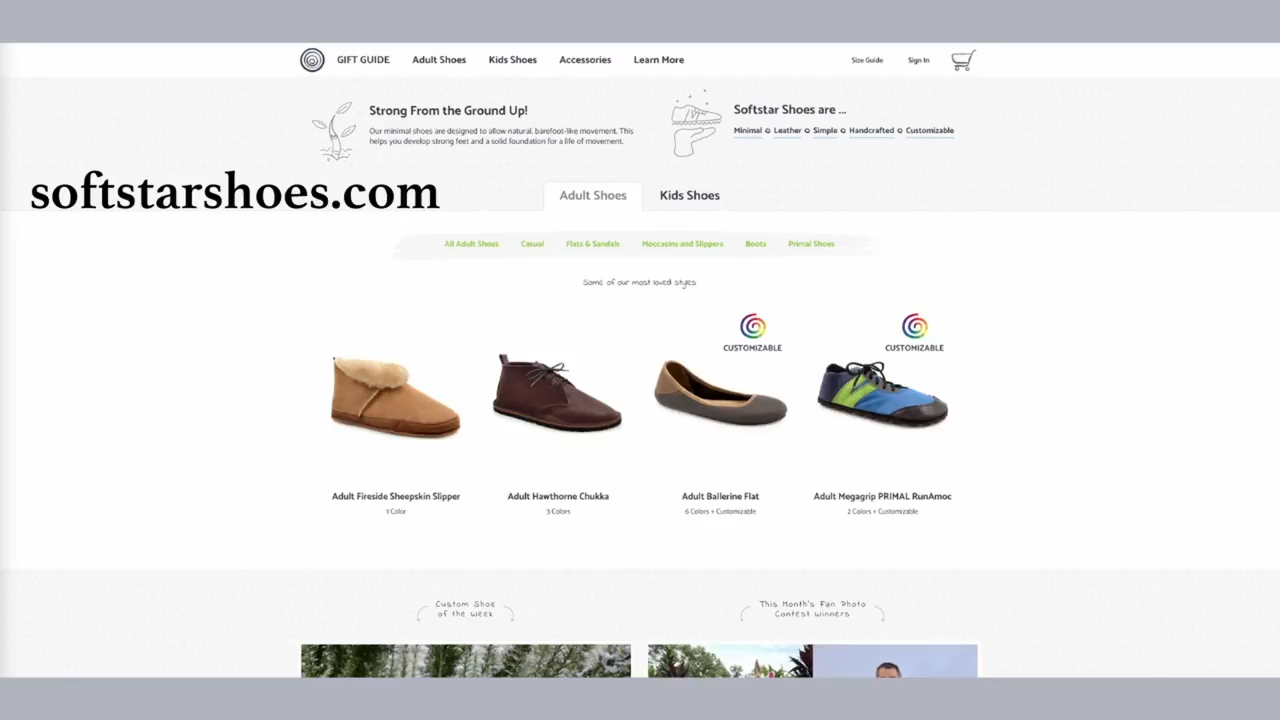 GIFT GUIDE Adult Shoes Kids Shoes Accessories Learn More Size Guide Sign In
Strong From the Ground Up!
Our minimal shoes are designed to allow natural, barefoot-like movement. This
helps you develop strong feet and a solid foundation for a life of movement.
Softstar Shoes are ...
Minimal Leather Simple Handcrafted Customizable
softstarshoes.com
Adult Shoes Kids Shoes
All Adult Shoes Casual Flats & Sandals Moccasins and Slippers Boots Primal Shoes
Some of our most loved styles
CUSTOMIZABLE CUSTOMIZABLE
Adult Fireside Sheepskin Slipper Adult Hawthorne Chukka Adult Ballerine Flat Adult Megagrip PRIMAL RunAmoc
1 Color 3 Colors 6 Colors + Customizable 2 Colors + Customizable
Custom Shoe
of the Week
This Month's Fan Photo
Contest Winners